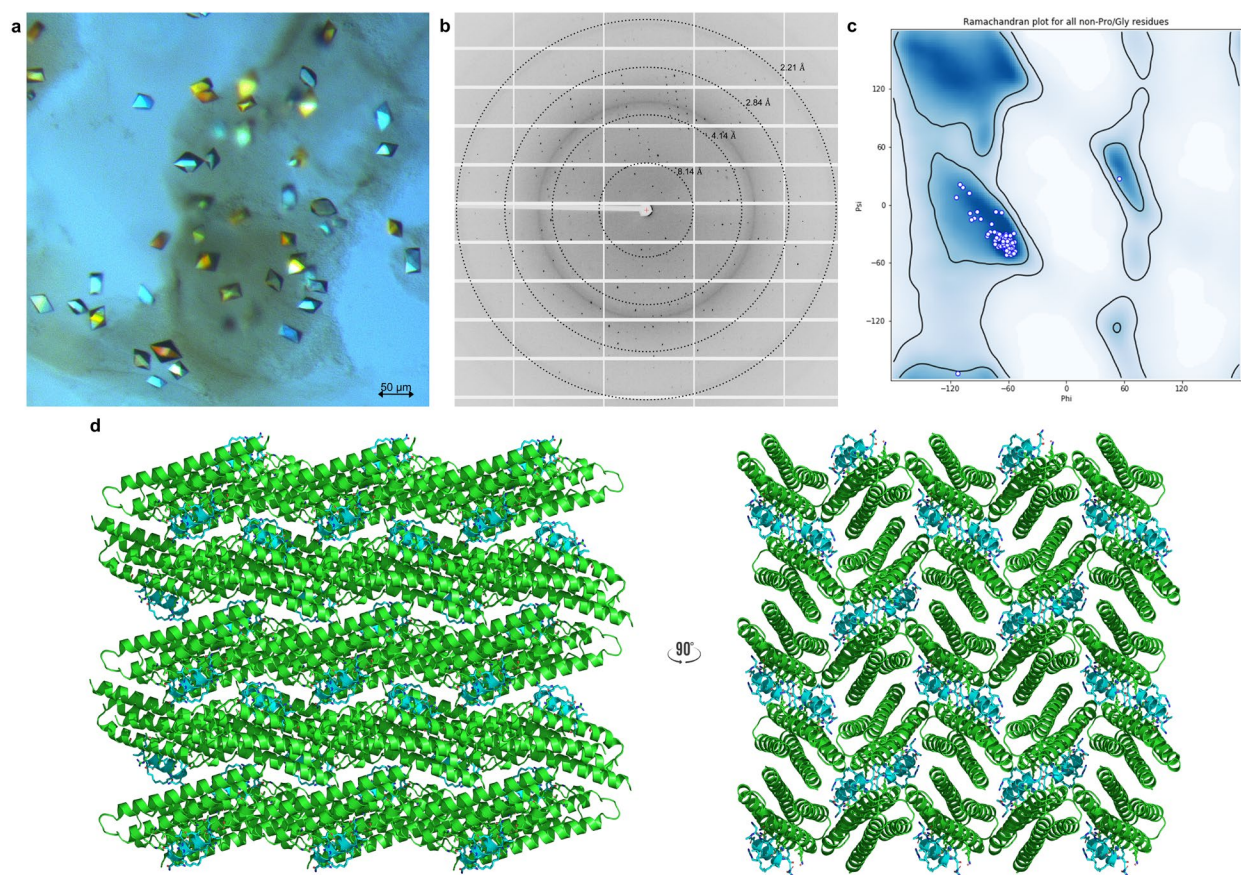 a
50 µm
b
2.21 Å
2.84 Å
4.14 Å
8.14 Å
c
Ramachandran plot for all non-Pro/Gly residues
120
60
0
−60
−120
Psi
−120
−60
0
60
120
Phi
d
90°